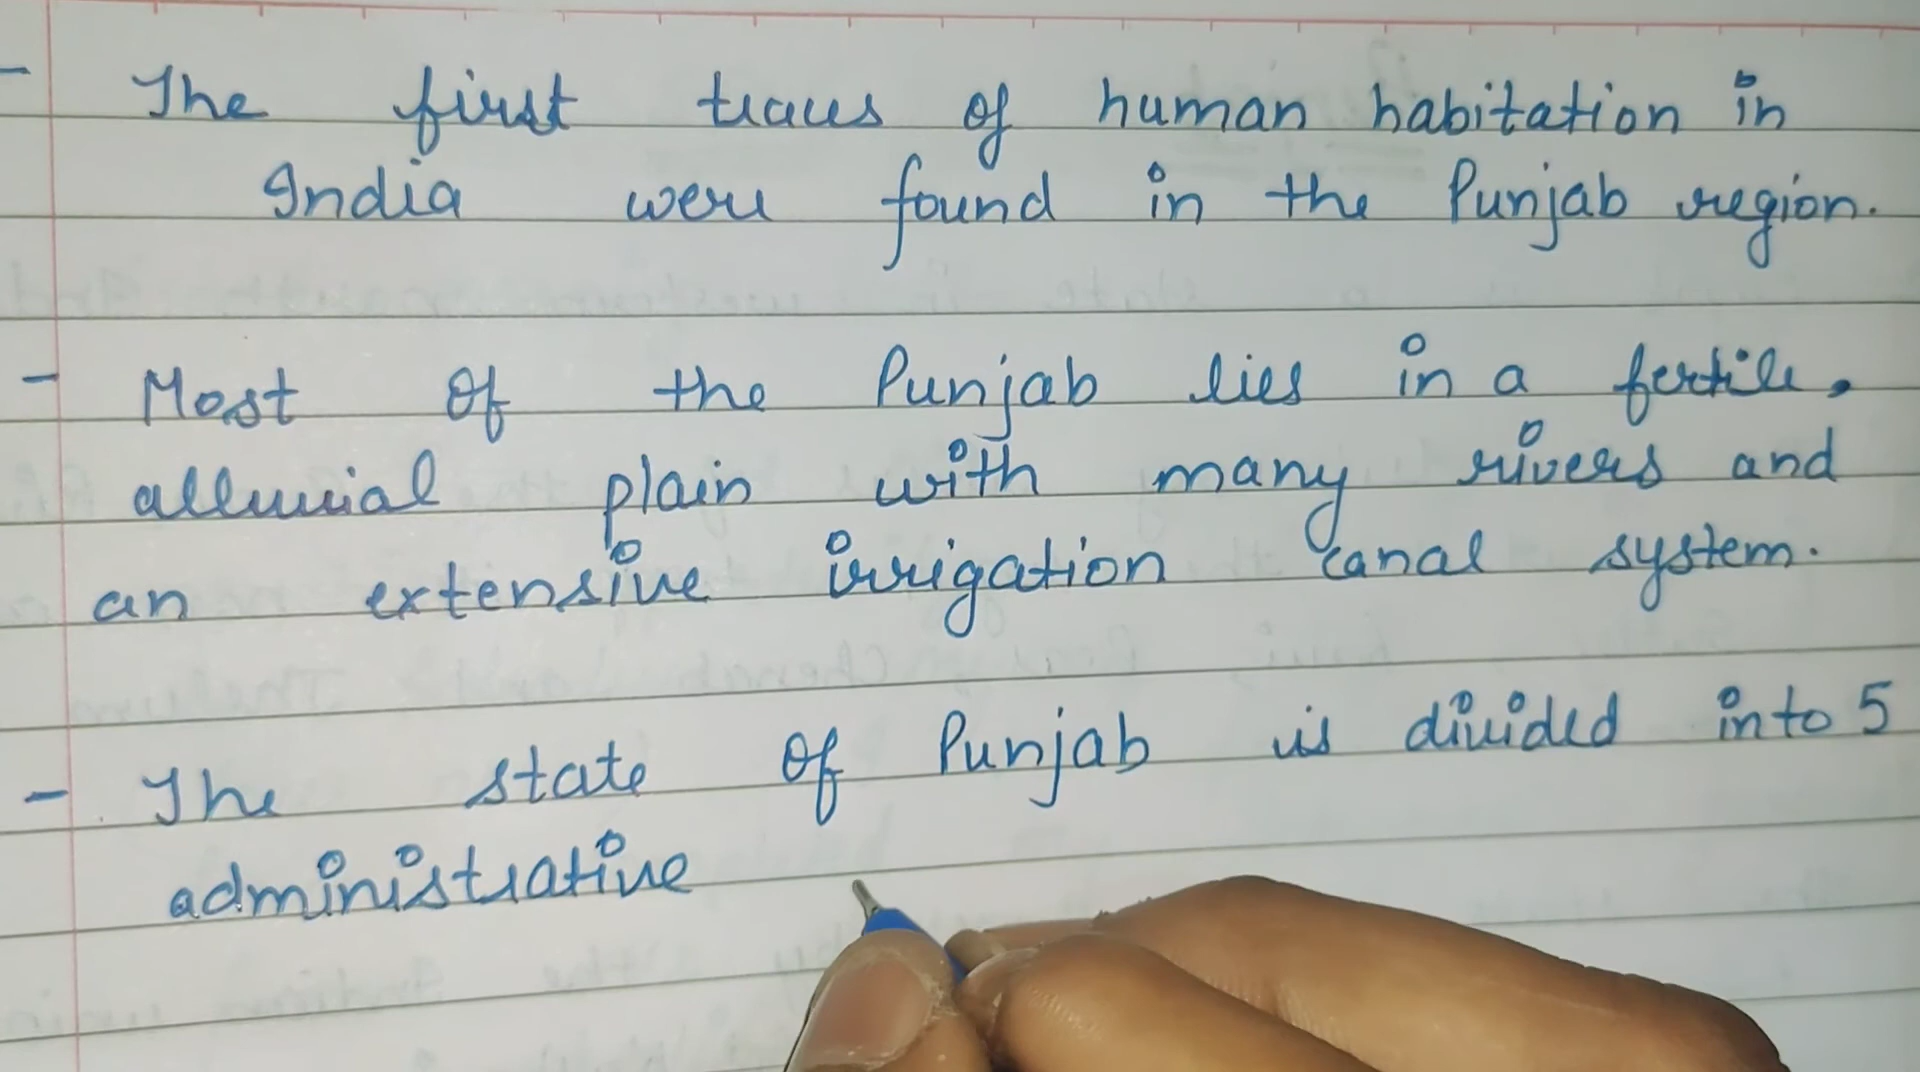 - The first traces of human habitation in
India were found in the Punjab region.
- Most of the Punjab lies in a fertile,
alluvial plain with many rivers and
an extensive irrigation canal system.
- The state of Punjab is divided into 5
administrative